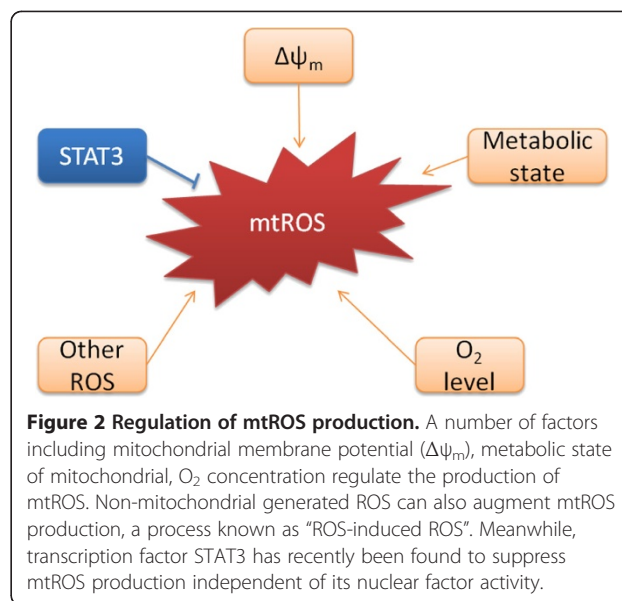 Δψm
STAT3
Metabolic
state
mtROS
Other
ROS
O2
level
Figure 2 Regulation of mtROS production. A number of factors
including mitochondrial membrane potential (Δψm), metabolic state
of mitochondrial, O2 concentration regulate the production of
mtROS. Non-mitochondrial generated ROS can also augment mtROS
production, a process known as “ROS-induced ROS”. Meanwhile,
transcription factor STAT3 has recently been found to suppress
mtROS production independent of its nuclear factor activity.